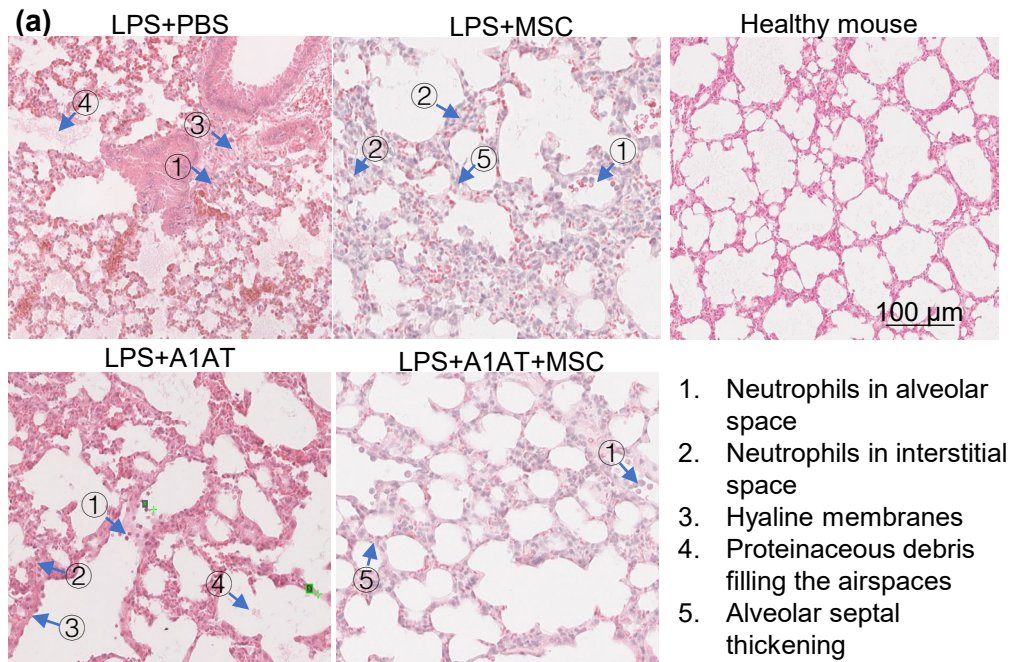 (a)
LPS+PBS
LPS+MSC
Healthy mouse
④
③
①
②
②
⑤
①
100 µm
LPS+A1AT
LPS+A1AT+MSC
①
②
③
④
①
⑤
1. Neutrophils in alveolar
space
2. Neutrophils in interstitial
space
3. Hyaline membranes
4. Proteinaceous debris
filling the airspaces
5. Alveolar septal
thickening